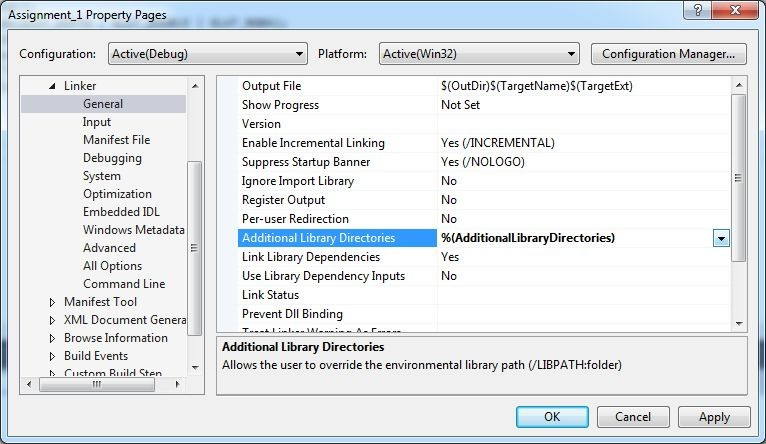 Assignment_1 Property Pages
Configuration: Active(Debug) Platform: Active(Win32) Configuration Manager...
Linker
General
Input
Manifest File
Debugging
System
Optimization
Embedded IDL
Windows Metadata
Advanced
All Options
Command Line
Manifest Tool
XML Document Genera
Browse Information
Build Events
Custom Build Step
Output File $(OutDir)$(TargetName)$(TargetExt)
Show Progress Not Set
Version
Enable Incremental Linking Yes (/INCREMENTAL)
Suppress Startup Banner Yes (/NOLOGO)
Ignore Import Library No
Register Output No
Per-user Redirection No
Additional Library Directories %(AdditionalLibraryDirectories)
Link Library Dependencies Yes
Use Library Dependency Inputs No
Link Status
Prevent Dll Binding
Treat Linker Warning As Errors
Additional Library Directories
Allows the user to override the environmental library path (/LIBPATH:folder)
OK Cancel Apply